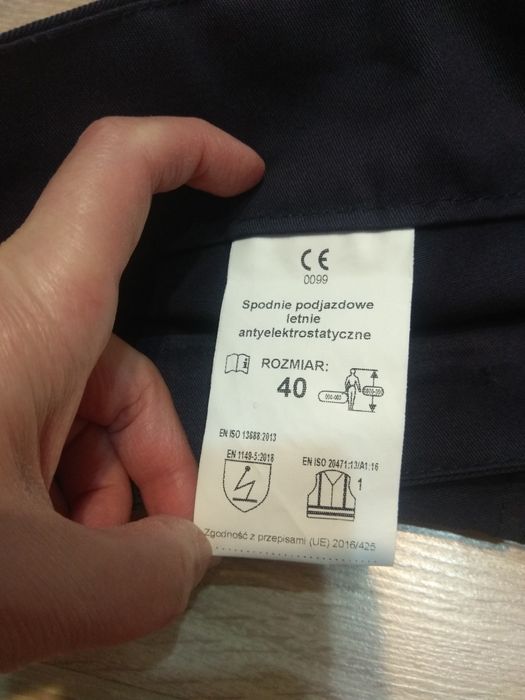 CE
0099
Spodnie podjazdowe
letnie
antyelektrostatyczne
i ROZMIAR:
40
EN ISO 13688:2013
EN 1149-5:2018
EN ISO 20471:13/A1:16
1
Zgodność z przepisami (UE) 2016/425